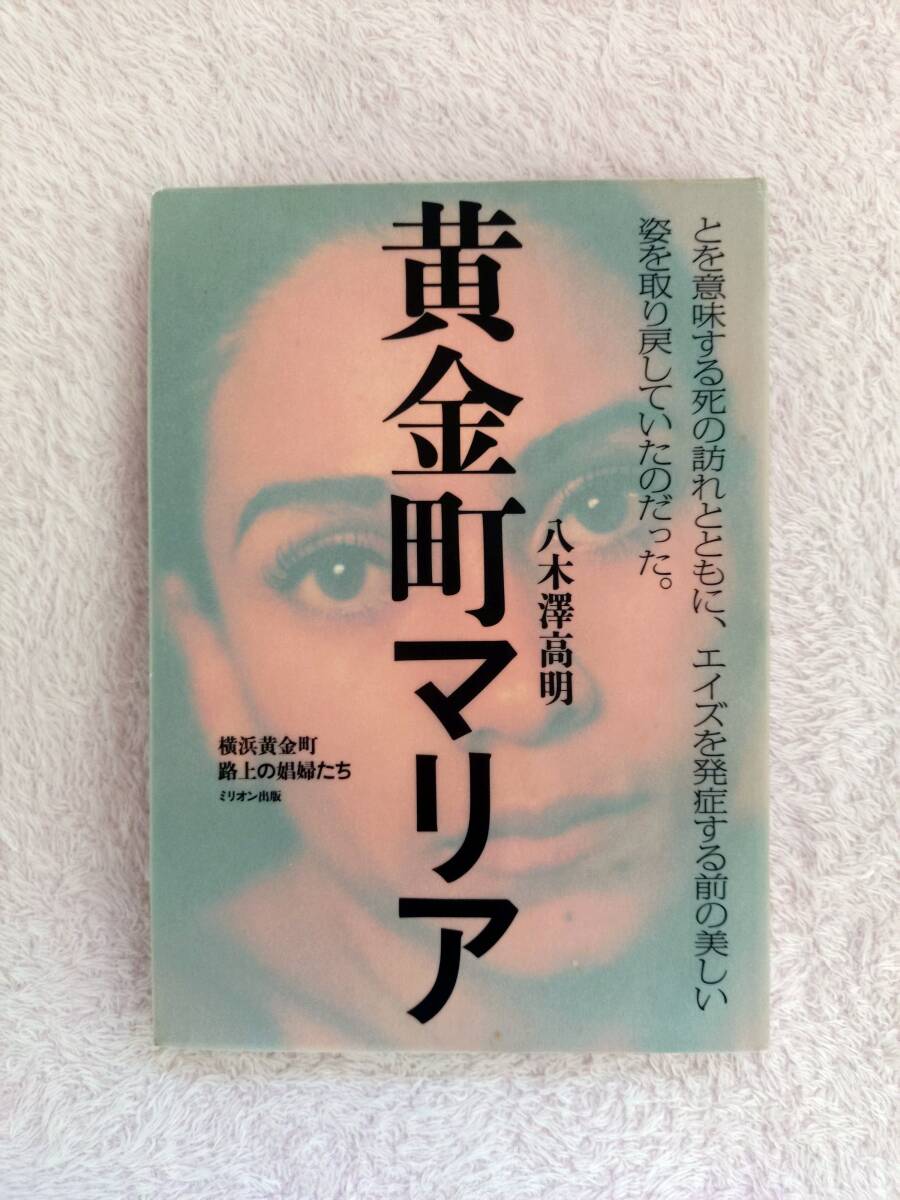 とを意味する死の訪れとともに、エイズを発症する前の美しい
姿を取り戻していたのだった。
八木澤高明
黄金町マリア
横浜黄金町
路上の娼婦たち
ミリオン出版